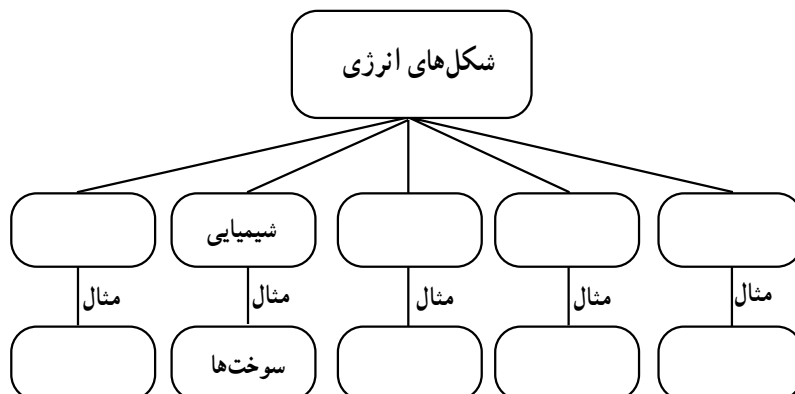 شکل‌های انرژی
شیمیایی
مثال
مثال
مثال
مثال
مثال
سوخت‌ها